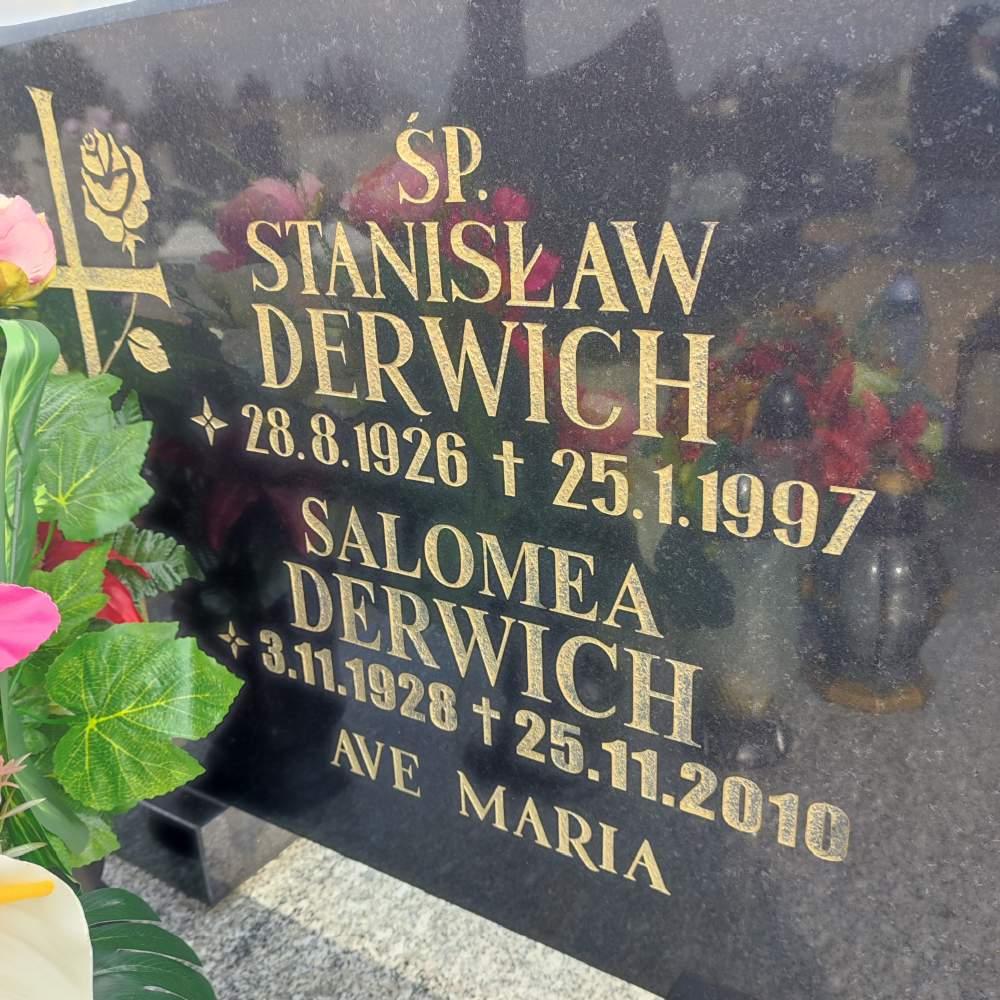 ŚP.
STANISŁAW
DERWICH
28.8.1926 † 25.1.1997
SALOMEA
DERWICH
3.11.1928 † 25.11.2010
AVE MARIA